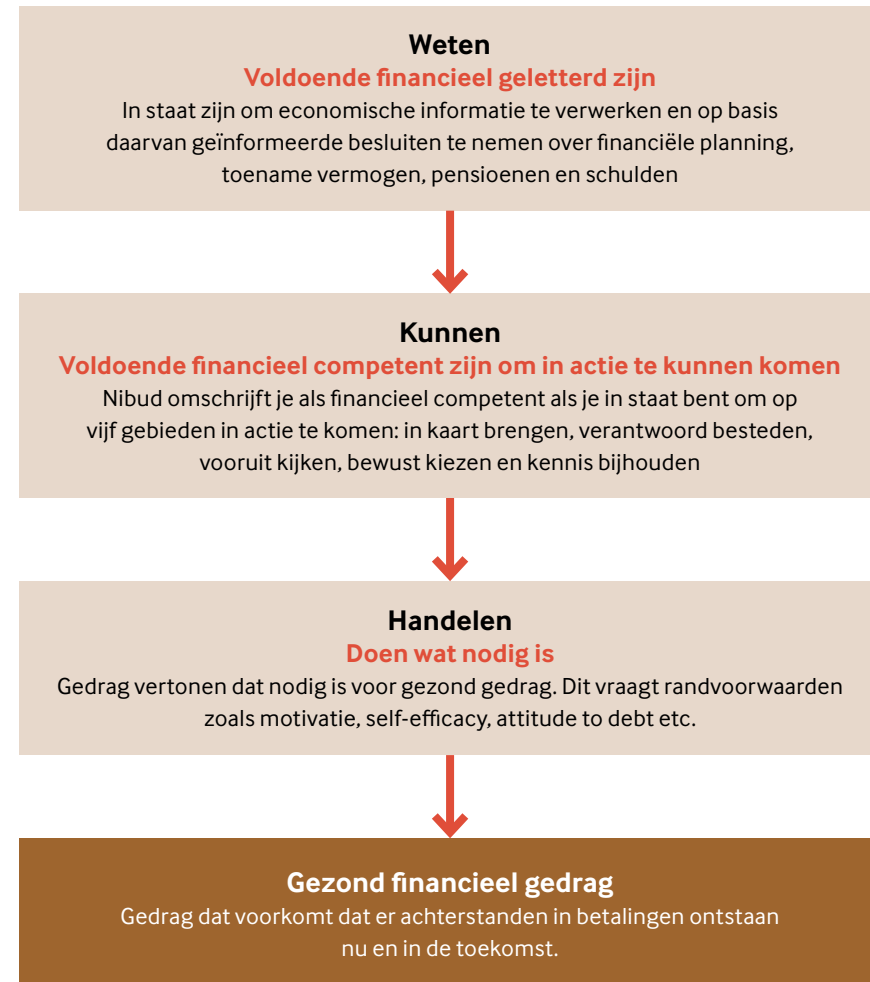 Weten
Voldoende financieel geletterd zijn
In staat zijn om economische informatie te verwerken en op basis
daarvan geïnformeerde besluiten te nemen over financiële planning,
toename vermogen, pensioenen en schulden
Kunnen
Voldoende financieel competent zijn om in actie te kunnen komen
Nibud omschrijft je als financieel competent als je in staat bent om op
vijf gebieden in actie te komen: in kaart brengen, verantwoord besteden,
vooruit kijken, bewust kiezen en kennis bijhouden
Handelen
Doen wat nodig is
Gedrag vertonen dat nodig is voor gezond gedrag. Dit vraagt randvoorwaarden
zoals motivatie, self-efficacy, attitude to debt etc.
Gezond financieel gedrag
Gedrag dat voorkomt dat er achterstanden in betalingen ontstaan
nu en in de toekomst.